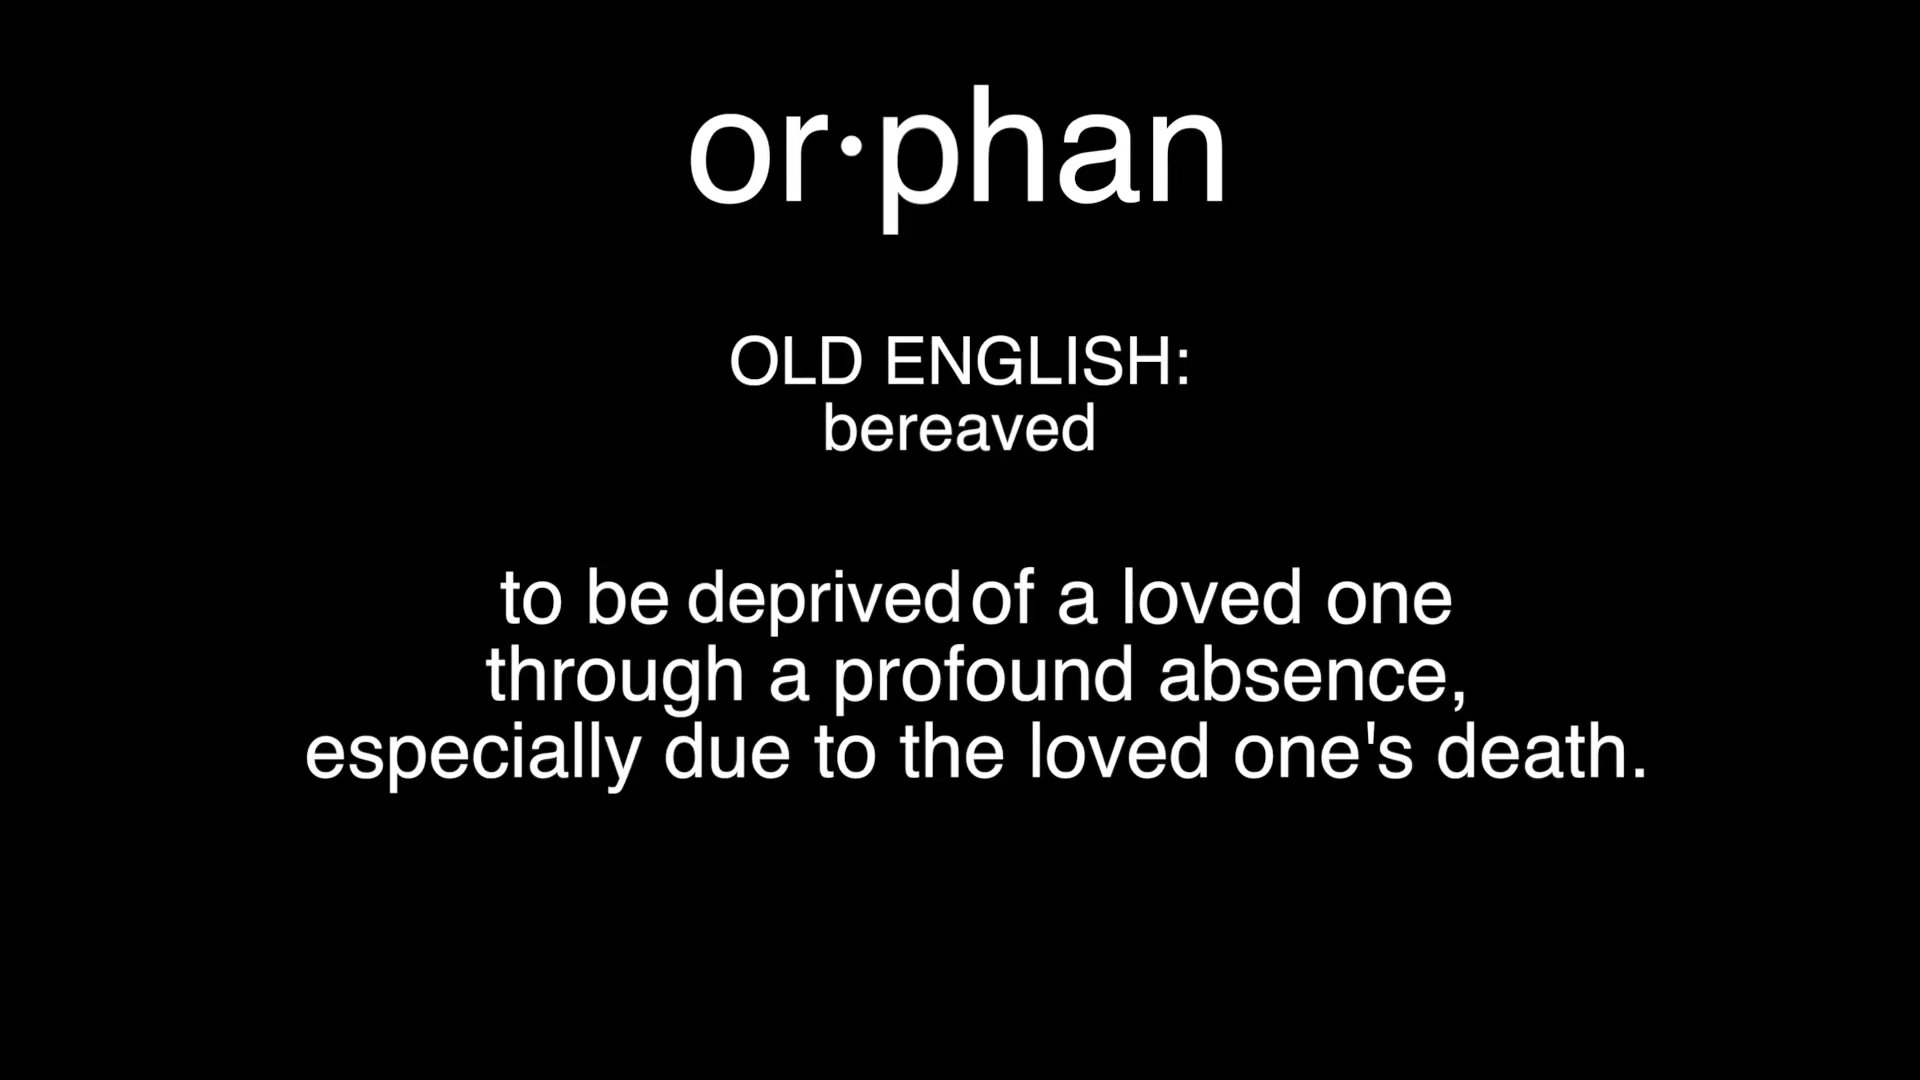 or·phan
OLD ENGLISH:
bereaved
to be deprived of a loved one
through a profound absence,
especially due to the loved one's death.